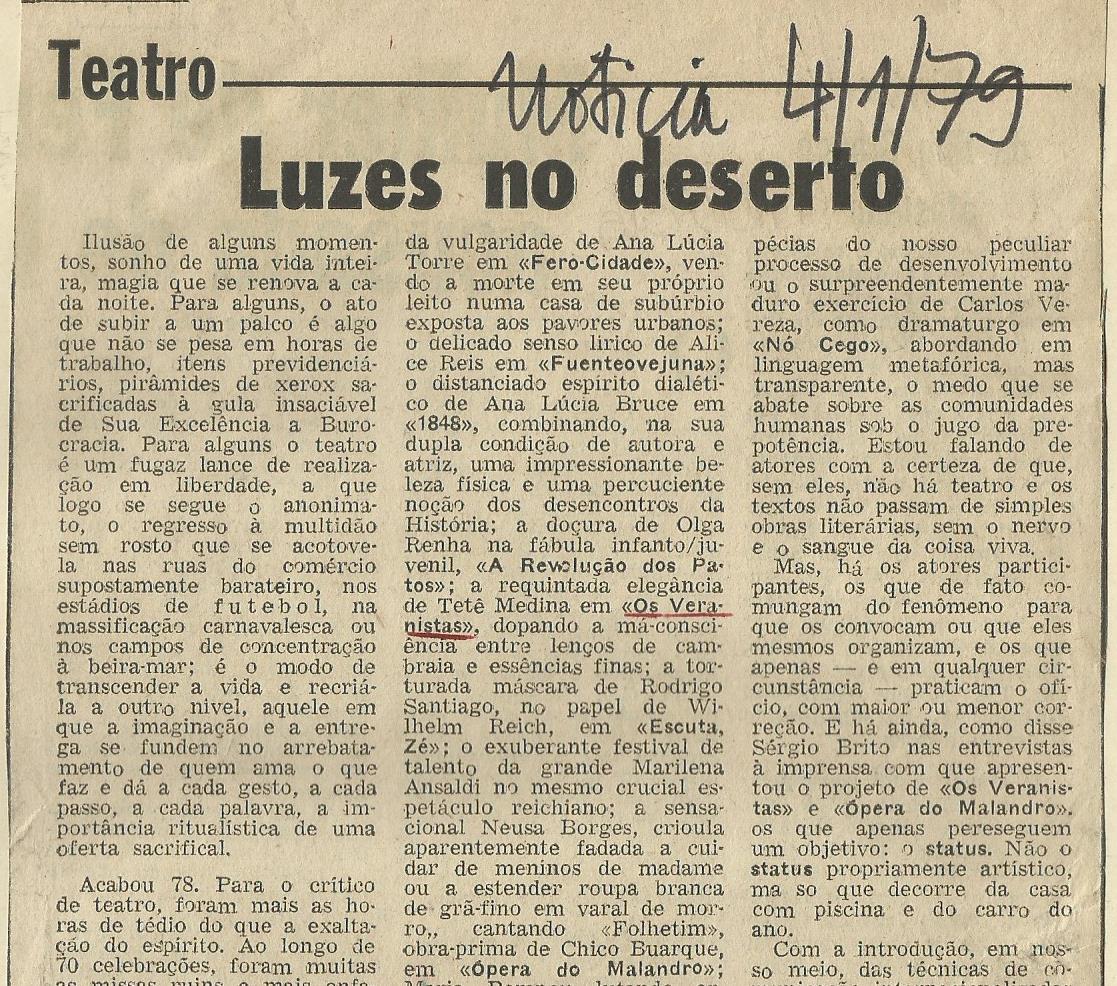 Teatro
Noticia 4/1/79
Luzes no deserto
Ilusão de alguns momen-
tos, sonho de uma vida intei-
ra, magia que se renova a ca-
da noite. Para alguns, o ato
de subir a um palco é algo
que não se pesa em horas de
trabalho, itens previdenciá-
rios, pirâmides de xerox sa-
crificadas à gula insaciável
de Sua Excelência a Buro-
cracia. Para alguns o teatro
é um fugaz lance de realiza-
ção em liberdade, a que
logo se segue o anonima-
to, o regresso à multidão
sem rosto que se acotove-
la nas ruas do comércio
supostamente barateiro, nos
estádios de futebol, na
massificação carnavalesca ou
nos campos de concentração
à beira-mar; é o modo de
transcender a vida e recriá-
la a outro nível, aquele em
que a imaginação e a entre-
ga se fundem no arrebata-
mento de quem ama o que
faz e dá a cada gesto, a cada
passo, a cada palavra, a im-
portância ritualística de uma
oferta sacrifical.
Acabou 78. Para o crítico
de teatro, foram mais as ho-
ras de tédio do que a exalta-
ção do espírito. Ao longo de
70 celebrações, foram muitas
as missas ruins e mais enfa-
da vulgaridade de Ana Lúcia
Torre em «Fero-Cidade», ven-
do a morte em seu próprio
leito numa casa de subúrbio
exposta aos pavores urbanos;
o delicado senso lírico de Ali-
ce Reis em «Fuenteovejuna»;
o distanciado espírito dialéti-
co de Ana Lúcia Bruce em
«1848», combinando, na sua
dupla condição de autora e
atriz, uma impressionante be-
leza física e uma percuciente
noção dos desencontros da
História; a doçura de Olga
Renha na fábula infanto/ju-
venil, «A Revolução dos Pa-
tos»; a requintada elegância
de Tetê Medina em «Os Vera-
nistas», dopando a má-consci-
ência entre lenços de cam-
braia e essências finas; a tor-
turada máscara de Rodrigo
Santiago, no papel de Wi-
lhelm Reich, em «Escuta,
Zé»; o exuberante festival de
talento da grande Marilena
Ansaldi no mesmo crucial es-
petáculo reichiano; a sensa-
cional Neusa Borges, crioula
aparentemente fadada a cui-
dar de meninos de madame
ou a estender roupa branca
de grã-fino em varal de mor-
ro,, cantando «Folhetim»,
obra-prima de Chico Buarque,
em «Ópera do Malandro»;
pécias do nosso peculiar
processo de desenvolvimento
ou o surpreendentemente ma-
duro exercício de Carlos Ve-
reza, como dramaturgo em
«Nó Cego», abordando em
linguagem metafórica, mas
transparente, o medo que se
abate sobre as comunidades
humanas sob o jugo da pre-
potência. Estou falando de
atores com a certeza de que,
sem eles, não há teatro e os
textos não passam de simples
obras literárias, sem o nervo
e o sangue da coisa viva.
Mas, há os atores partici-
pantes, os que de fato co-
mungam do fenômeno para
que os convocam ou que eles
mesmos organizam, e os que
apenas — e em qualquer cir-
cunstância — praticam o ofí-
cio, com maior ou menor cor-
reção. E há ainda, como disse
Sérgio Brito nas entrevistas
à imprensa com que apresen-
tou o projeto de «Os Veranis-
tas» e «Ópera do Malandro».
os que apenas pereseguem
um objetivo: o status. Não o
status propriamente artístico,
ma so que decorre da casa
com piscina e do carro do
ano.
Com a introdução, em nos-
so meio, das técnicas de co-